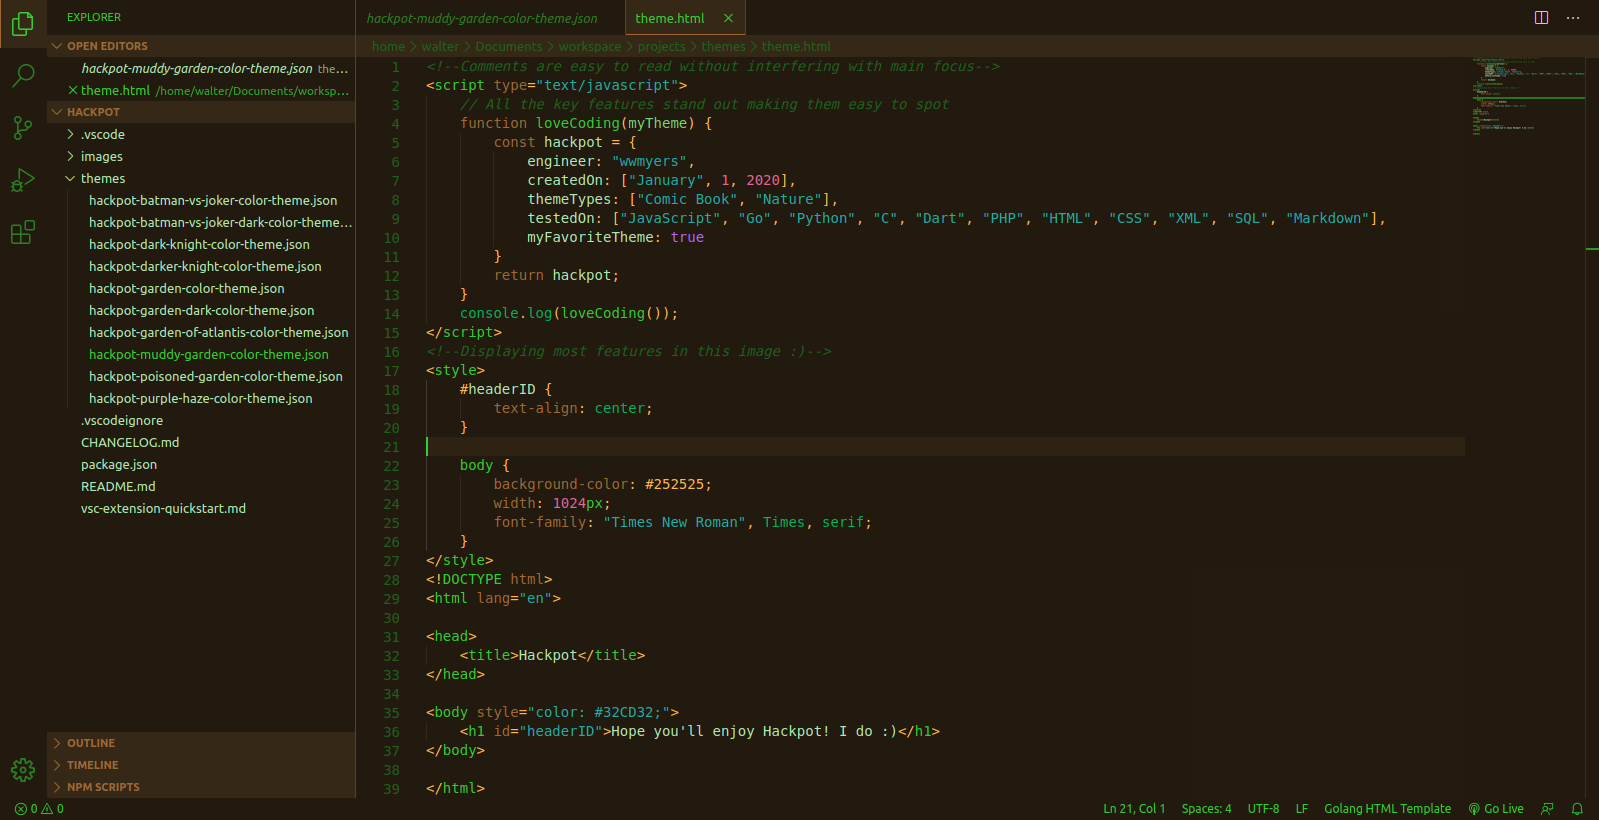 EXPLORER
OPEN EDITORS
hackpot-muddy-garden-color-theme.json the...
theme.html /home/walter/Documents/worksp...
HACKPOT
.vscode
images
themes
hackpot-batman-vs-joker-color-theme.json
hackpot-batman-vs-joker-dark-color-theme...
hackpot-dark-knight-color-theme.json
hackpot-darker-knight-color-theme.json
hackpot-garden-color-theme.json
hackpot-garden-dark-color-theme.json
hackpot-garden-of-atlantis-color-theme.json
hackpot-muddy-garden-color-theme.json
hackpot-poisoned-garden-color-theme.json
hackpot-purple-haze-color-theme.json
.vscodeignore
CHANGELOG.md
package.json
README.md
vsc-extension-quickstart.md
OUTLINE
TIMELINE
NPM SCRIPTS
hackpot-muddy-garden-color-theme.json theme.html
home > walter > Documents > workspace > projects > themes > theme.html
1 <!--Comments are easy to read without interfering with main focus-->
2 <script type="text/javascript">
3     // All the key features stand out making them easy to spot
4     function loveCoding(myTheme) {
5         const hackpot = {
6             engineer: "wwmyers",
7             createdOn: ["January", 1, 2020],
8             themeTypes: ["Comic Book", "Nature"],
9             testedOn: ["JavaScript", "Go", "Python", "C", "Dart", "PHP", "HTML", "CSS", "XML", "SQL", "Markdown"],
10             myFavoriteTheme: true
11         }
12         return hackpot;
13     }
14     console.log(loveCoding());
15 </script>
16 <!--Displaying most features in this image :)-->
17 <style>
18     #headerID {
19         text-align: center;
20     }
21
22     body {
23         background-color: #252525;
24         width: 1024px;
25         font-family: "Times New Roman", Times, serif;
26     }
27 </style>
28 <!DOCTYPE html>
29 <html lang="en">
30
31 <head>
32     <title>Hackpot</title>
33 </head>
34
35 <body style="color: #32CD32;">
36     <h1 id="headerID">Hope you'll enjoy Hackpot! I do :)</h1>
37 </body>
38
39 </html>
0 0 Ln 21, Col 1 Spaces: 4 UTF-8 LF Golang HTML Template Go Live